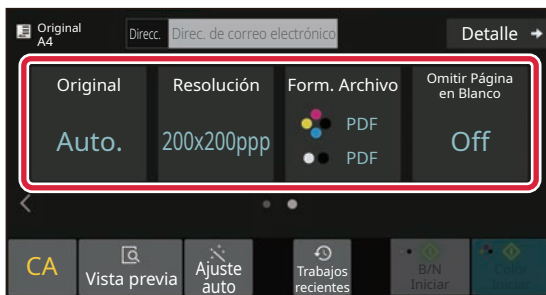 Original
A4
Direcc. Direc. de correo electrónico
Detalle
Original
Auto.
Resolución
200x200ppp
Form. Archivo
PDF
PDF
Omitir Página
en Blanco
Off
CA
Vista previa
Ajuste
auto
Trabajos
recientes
B/N
Iniciar
Color
Iniciar